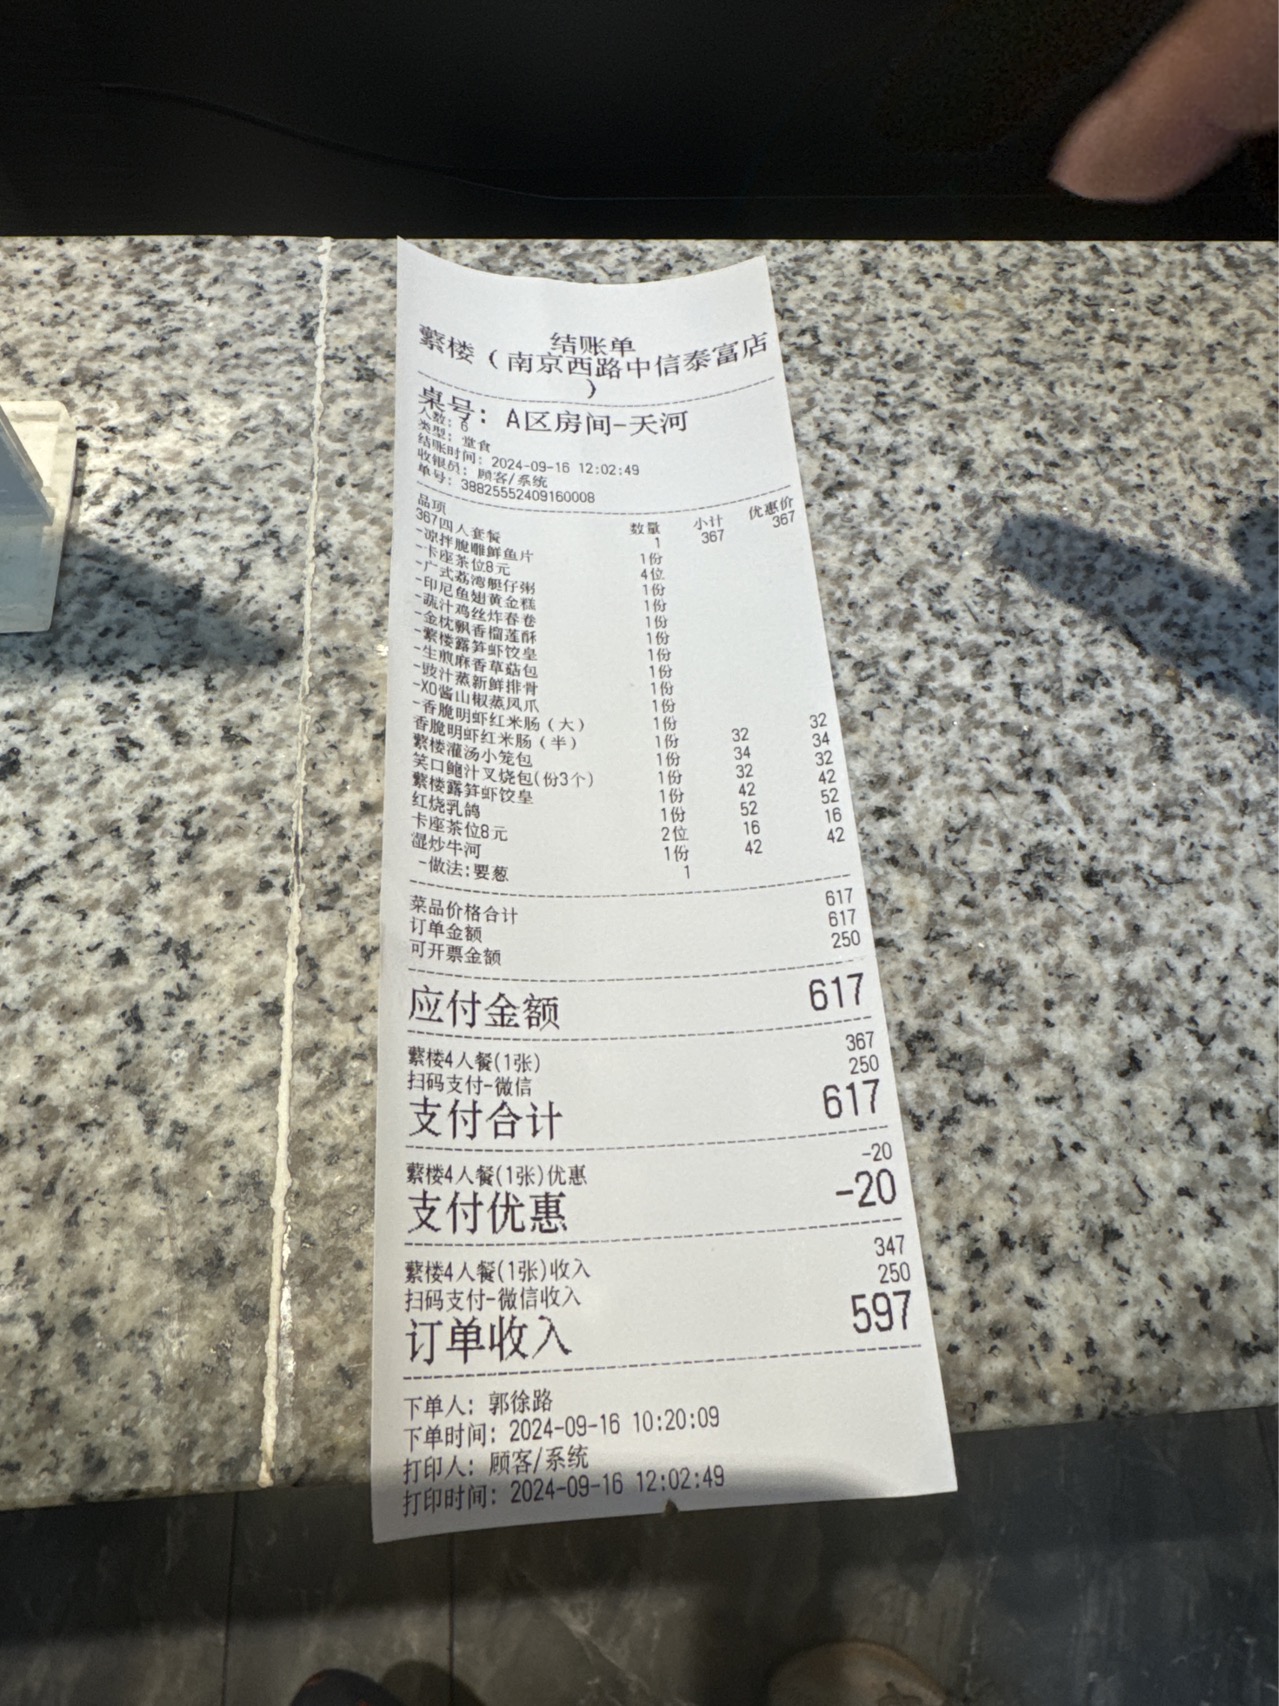 结账单
蘩楼（南京西路中信泰富店
）
桌号：A区房间-天河
人数：6
类型：堂食
结账时间：2024-09-16 12:02:49
收银员：顾客/系统
单号：38825552409160008
品项 数量 小计 优惠价
367四人套餐 1 367 367
-凉拌脆雕鲜鱼片 1份
-卡座茶位8元 4位
-广式荔湾艇仔粥 1份
-印尼鱼翅黄金糕 1份
-蔬汁鸡丝炸春卷 1份
-金枕飘香榴莲酥 1份
-蘩楼露笋虾饺皇 1份
-生煎麻香草菇包 1份
-豉汁蒸新鲜排骨 1份
-XO酱山椒蒸凤爪 1份
-香脆明虾红米肠（大） 1份
香脆明虾红米肠（半） 1份 32 32
蘩楼灌汤小笼包 1份 34 34
笑口鲍汁叉烧包(份3个) 1份 32 32
蘩楼露笋虾饺皇 1份 42 42
红烧乳鸽 1份 52 52
卡座茶位8元 2位 16 16
湿炒牛河 1份 42 42
-做法:要葱 1
菜品价格合计 617
订单金额 617
可开票金额 250
应付金额 617
蘩楼4人餐(1张) 367
扫码支付-微信 250
支付合计 617
蘩楼4人餐(1张)优惠 -20
支付优惠 -20
蘩楼4人餐(1张)收入 347
扫码支付-微信收入 250
订单收入 597
下单人：郭徐路
下单时间：2024-09-16 10:20:09
打印人：顾客/系统
打印时间：2024-09-16 12:02:49